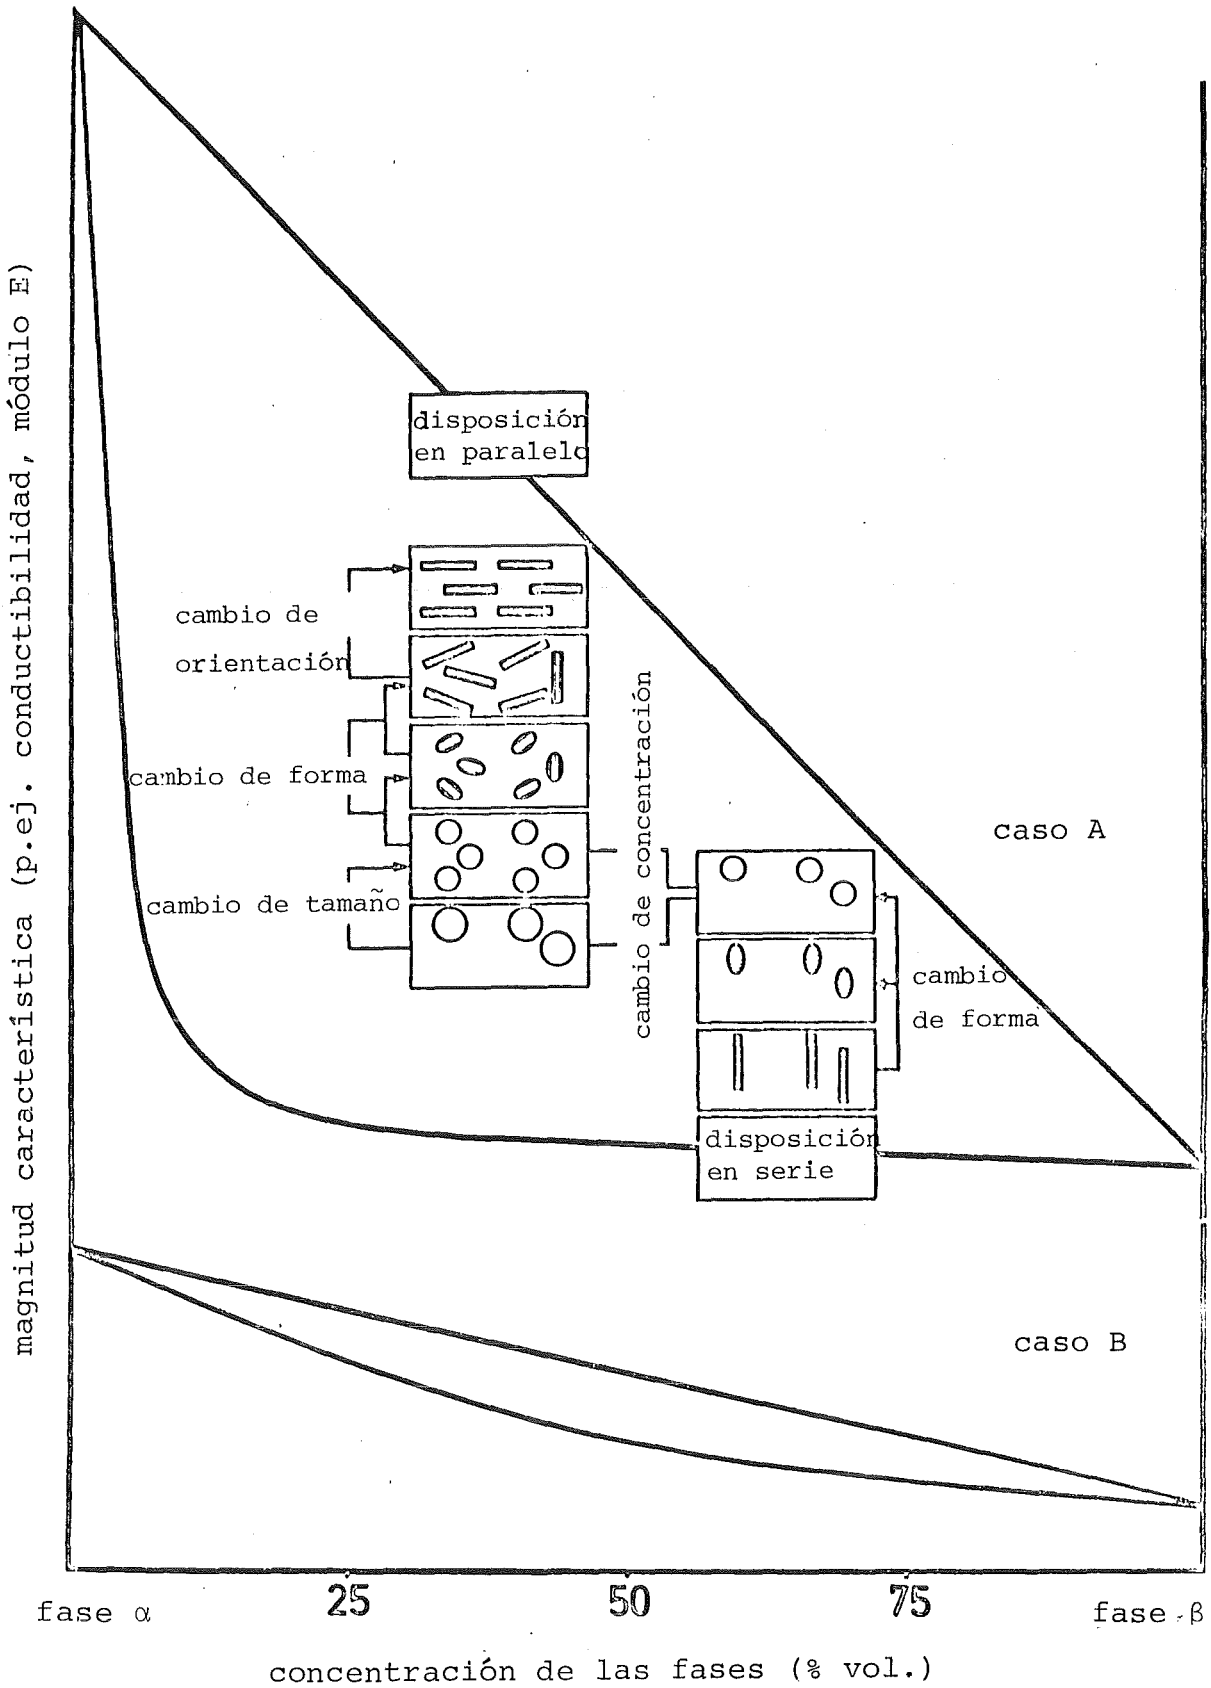 magnitud característica (p.ej. conductibilidad, módulo E)
disposición
en paralelo
cambio de
orientación
cambio de forma
cambio de tamaño
cambio de concentración
caso A
cambio
de forma
disposición
en serie
caso B
25
50
75
fase α
fase β
concentración de las fases (% vol.)